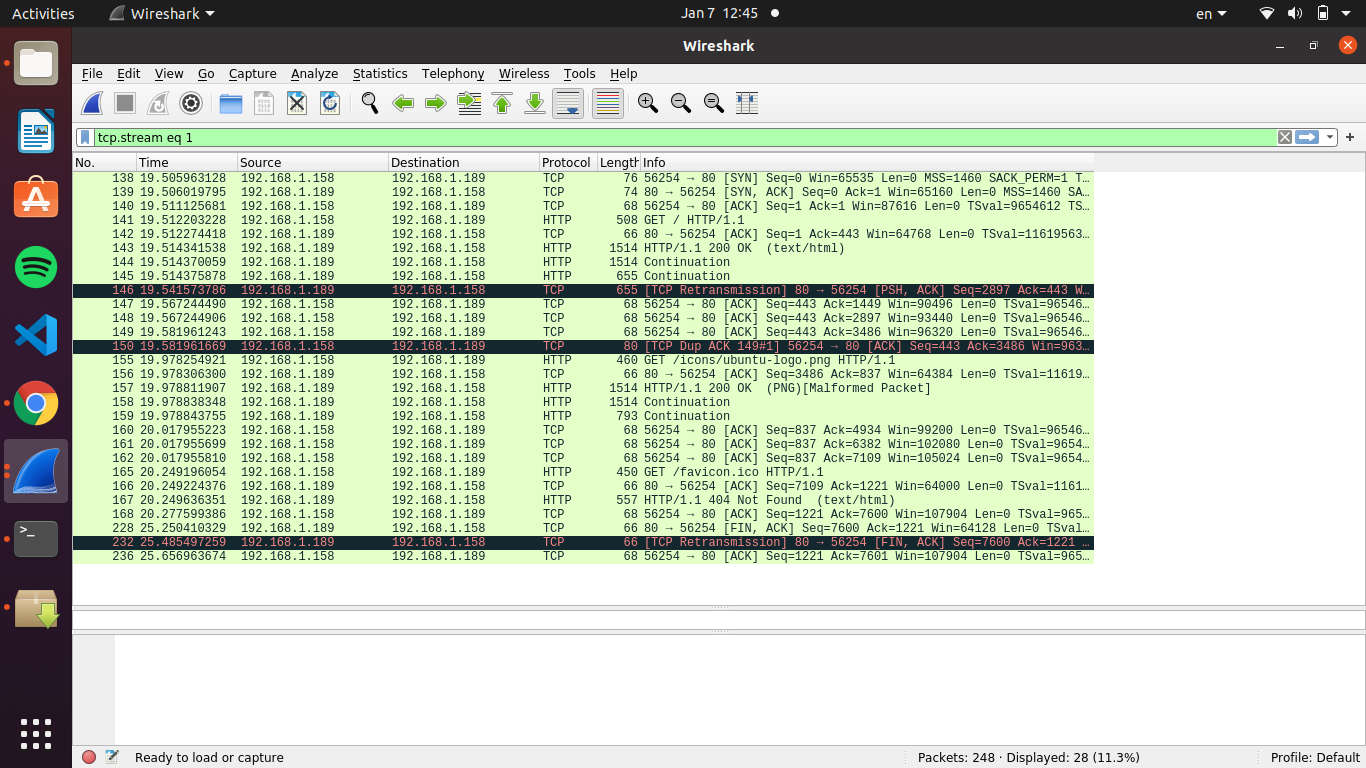 Activities Wireshark Jan 7 12:45 en
Wireshark
File Edit View Go Capture Analyze Statistics Telephony Wireless Tools Help
tcp.stream eq 1
No. Time Source Destination Protocol Length Info
138 19.505963128 192.168.1.158 192.168.1.189 TCP 76 56254 → 80 [SYN] Seq=0 Win=65535 Len=0 MSS=1460 SACK_PERM=1 T…
139 19.506019795 192.168.1.189 192.168.1.158 TCP 74 80 → 56254 [SYN, ACK] Seq=0 Ack=1 Win=65160 Len=0 MSS=1460 SA…
140 19.511125681 192.168.1.158 192.168.1.189 TCP 68 56254 → 80 [ACK] Seq=1 Ack=1 Win=87616 Len=0 TSval=9654612 TS…
141 19.512203228 192.168.1.158 192.168.1.189 HTTP 508 GET / HTTP/1.1
142 19.512274418 192.168.1.189 192.168.1.158 TCP 66 80 → 56254 [ACK] Seq=1 Ack=443 Win=64768 Len=0 TSval=11619563…
143 19.514341538 192.168.1.189 192.168.1.158 HTTP 1514 HTTP/1.1 200 OK (text/html)
144 19.514370059 192.168.1.189 192.168.1.158 HTTP 1514 Continuation
145 19.514375878 192.168.1.189 192.168.1.158 HTTP 655 Continuation
146 19.541573786 192.168.1.189 192.168.1.158 TCP 655 [TCP Retransmission] 80 → 56254 [PSH, ACK] Seq=2897 Ack=443 W…
147 19.567244490 192.168.1.158 192.168.1.189 TCP 68 56254 → 80 [ACK] Seq=443 Ack=1449 Win=90496 Len=0 TSval=96546…
148 19.567244906 192.168.1.158 192.168.1.189 TCP 68 56254 → 80 [ACK] Seq=443 Ack=2897 Win=93440 Len=0 TSval=96546…
149 19.581961243 192.168.1.158 192.168.1.189 TCP 68 56254 → 80 [ACK] Seq=443 Ack=3486 Win=96320 Len=0 TSval=96546…
150 19.581961669 192.168.1.158 192.168.1.189 TCP 80 [TCP Dup ACK 149#1] 56254 → 80 [ACK] Seq=443 Ack=3486 Win=963…
155 19.978254921 192.168.1.158 192.168.1.189 HTTP 460 GET /icons/ubuntu-logo.png HTTP/1.1
156 19.978306300 192.168.1.189 192.168.1.158 TCP 66 80 → 56254 [ACK] Seq=3486 Ack=837 Win=64384 Len=0 TSval=11619…
157 19.978811907 192.168.1.189 192.168.1.158 HTTP 1514 HTTP/1.1 200 OK (PNG)[Malformed Packet]
158 19.978838348 192.168.1.189 192.168.1.158 HTTP 1514 Continuation
159 19.978843755 192.168.1.189 192.168.1.158 HTTP 793 Continuation
160 20.017955223 192.168.1.158 192.168.1.189 TCP 68 56254 → 80 [ACK] Seq=837 Ack=4934 Win=99200 Len=0 TSval=96546…
161 20.017955699 192.168.1.158 192.168.1.189 TCP 68 56254 → 80 [ACK] Seq=837 Ack=6382 Win=102080 Len=0 TSval=9654…
162 20.017955810 192.168.1.158 192.168.1.189 TCP 68 56254 → 80 [ACK] Seq=837 Ack=7109 Win=105024 Len=0 TSval=9654…
165 20.249196054 192.168.1.158 192.168.1.189 HTTP 450 GET /favicon.ico HTTP/1.1
166 20.249224376 192.168.1.189 192.168.1.158 TCP 66 80 → 56254 [ACK] Seq=7109 Ack=1221 Win=64000 Len=0 TSval=1161…
167 20.249636351 192.168.1.189 192.168.1.158 HTTP 557 HTTP/1.1 404 Not Found (text/html)
168 20.277599386 192.168.1.158 192.168.1.189 TCP 68 56254 → 80 [ACK] Seq=1221 Ack=7600 Win=107904 Len=0 TSval=965…
228 25.250410329 192.168.1.189 192.168.1.158 TCP 66 80 → 56254 [FIN, ACK] Seq=7600 Ack=1221 Win=64128 Len=0 TSval…
232 25.485497259 192.168.1.189 192.168.1.158 TCP 66 [TCP Retransmission] 80 → 56254 [FIN, ACK] Seq=7600 Ack=1221 …
236 25.656963674 192.168.1.158 192.168.1.189 TCP 68 56254 → 80 [ACK] Seq=1221 Ack=7601 Win=107904 Len=0 TSval=965…
Ready to load or capture Packets: 248 · Displayed: 28 (11.3%) Profile: Default